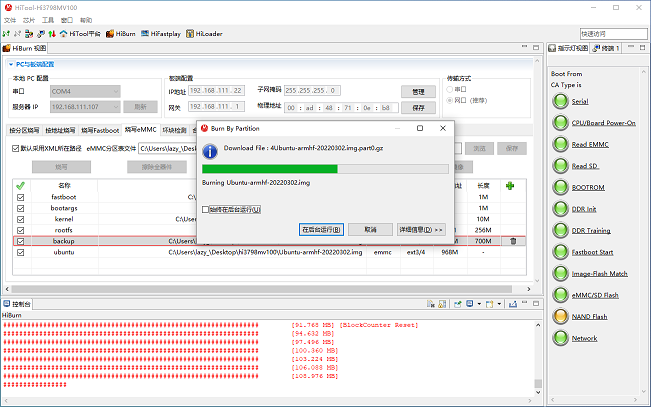 HiTool-Hi3798MV100
文件 芯片 工具 窗口 帮助
HiTool平台 HiBurn HiFastplay HiLoader
快速访问
HiBurn 视图
PC与板端配置
本地 PC 配置
串口 COM4
服务器 IP 192.168.111.107 刷新
板端配置
IP地址 192.168.111.22 子网掩码 255.255.255.0 管理
网关 192.168.111.1 物理地址 00 : ad : 48 : 71 : 0e : b8 保存
传输方式
串口
网口 (推荐)
按分区烧写 按地址烧写 烧写Fastboot 烧写eMMC 坏块检测
默认采用XML所在路径 eMMC分区表文件 C:\Users\lazy_\Des 浏览 保存
烧写 擦除全器件
名称 长度
fastboot 1M
bootargs 1M
kernel 10M
rootfs 256M
backup 700M
ubuntu C:\Users\lazy_\Desktop\hi3798mv100\Ubuntu-armhf-20220302.img emmc ext3/4 968M -
Burn By Partition
Download File : 4Ubuntu-armhf-20220302.img.part0.gz
Burning Ubuntu-armhf-20220302.img
始终在后台运行(U)
在后台运行(B) 取消 详细信息(D) >>
控制台
HiBurn
[91.768 MB] [BlockCounter Reset]
[94.632 MB]
[97.496 MB]
[100.360 MB]
[103.224 MB]
[106.088 MB]
[108.976 MB]
指示灯视图 终端 1
Boot From
CA Type is
Serial
CPU/Board Power-On
Read EMMC
Read SD
BOOTROM
DDR Init
DDR Training
Fastboot Start
Image-Flash Match
eMMC/SD Flash
NAND Flash
Network